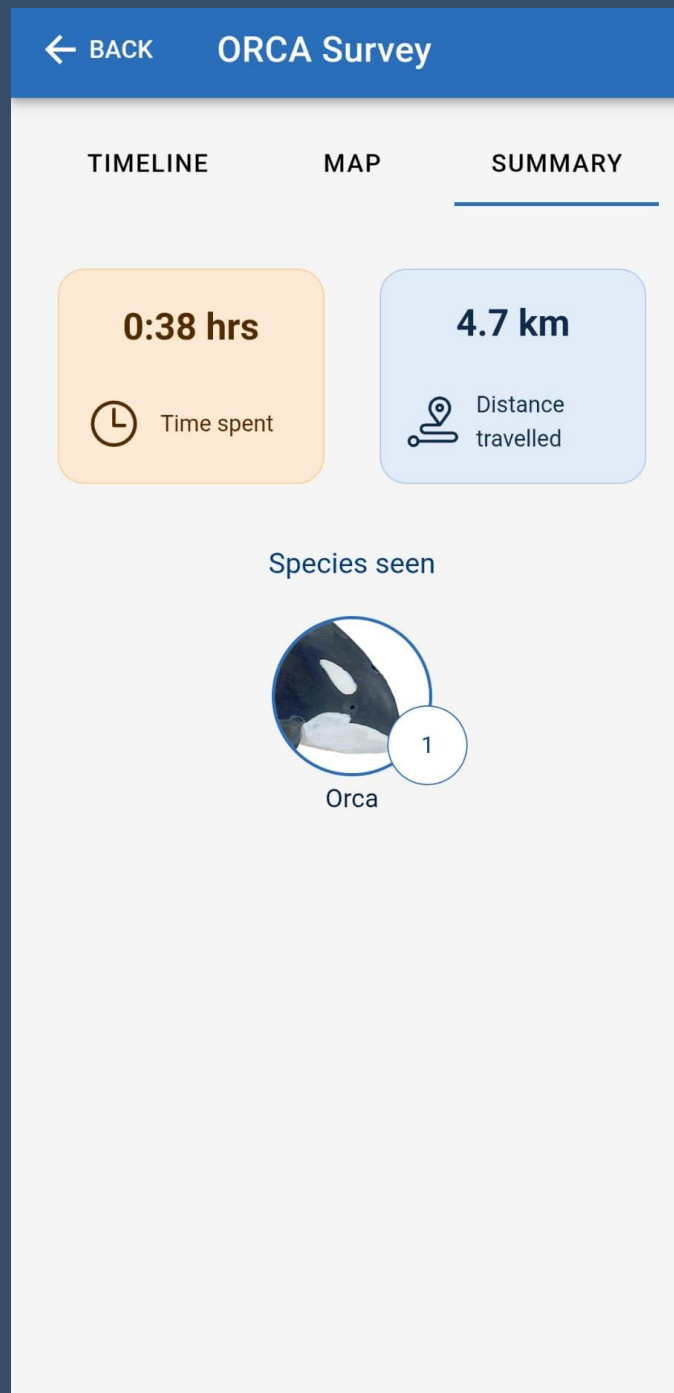 BACK
ORCA Survey
TIMELINE
MAP
SUMMARY
0:38 hrs
Time spent
4.7 km
Distance
travelled
Species seen
1
Orca